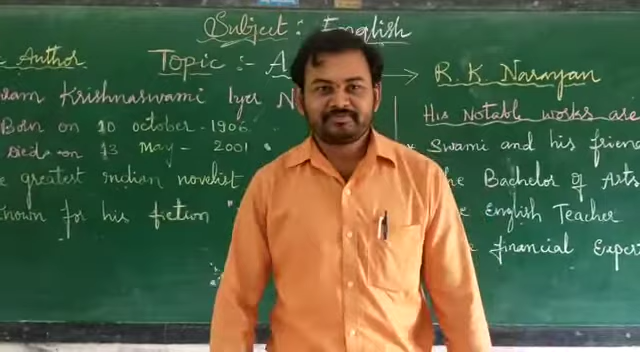 Subject: English
Author
Topic :- A
R. K. Narayan
Krishnaswami Iyer
His Notable works are
Born on 10 october - 1906
Swami and his
Died on 13 May - 2001
greatest Indian novelist
Bachelor of Arts
known for his fiction
English Teacher
financial